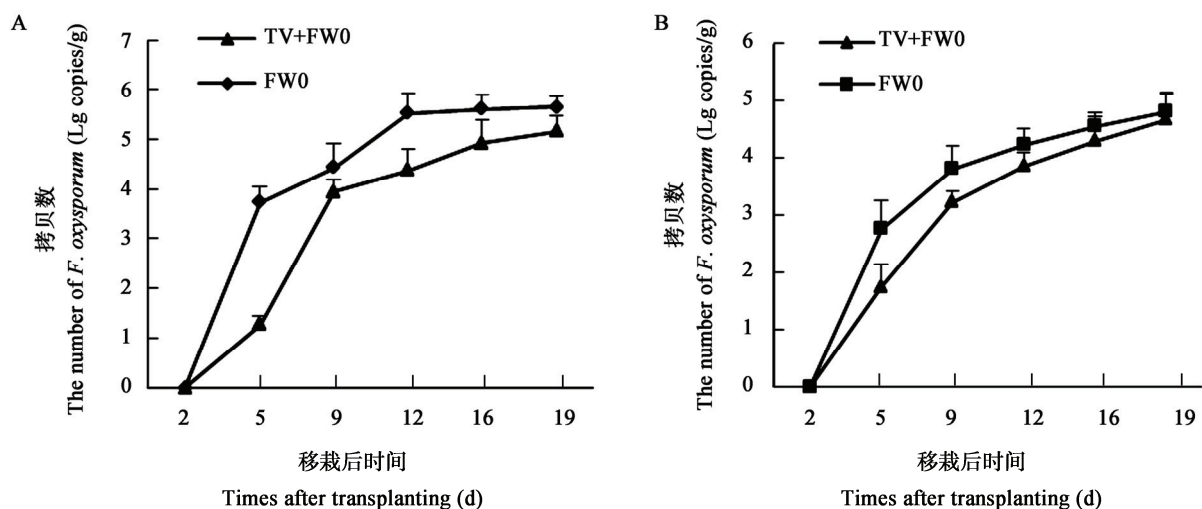 A
TV+FW0
FW0
拷贝数
The number of F. oxysporum (Lg copies/g)
7
6
5
4
3
2
1
0
2 5 9 12 16 19
移栽后时间
Times after transplanting (d)
B
TV+FW0
FW0
拷贝数
The number of F. oxysporum (Lg copies/g)
6
5
4
3
2
1
0
2 5 9 12 16 19
移栽后时间
Times after transplanting (d)